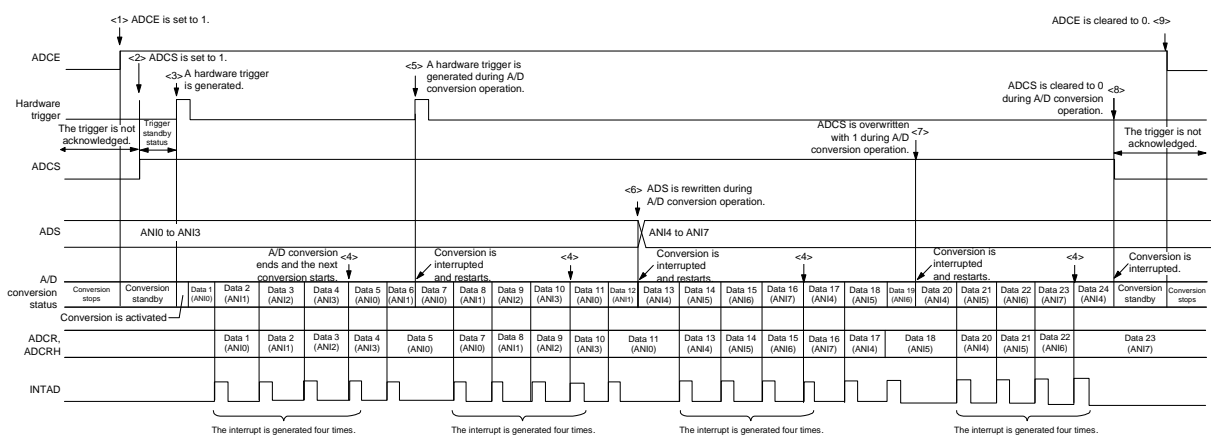 <1> ADCE is set to 1.
ADCE is cleared to 0. <9>
ADCE
<2> ADCS is set to 1.
<3> A hardware trigger
is generated.
<5> A hardware trigger is
generated during A/D
conversion operation.
Hardware
trigger
ADCS is cleared to 0
during A/D conversion
operation.
<8>
The trigger is not
acknowledged.
Trigger
standby
status
ADCS is overwritten
with 1 during A/D
conversion operation.
<7>
The trigger is not
acknowledged.
ADCS
<6> ADS is rewritten during
A/D conversion operation.
ADS
ANI0 to ANI3
ANI4 to ANI7
A/D conversion
ends and the next
conversion starts.
<4>
Conversion is
interrupted
and restarts.
<4>
Conversion is
interrupted
and restarts.
<4>
Conversion is
interrupted
and restarts.
<4>
Conversion is
interrupted.
A/D
conversion
status
Conversion
stops
Conversion
standby
Data 1
(ANI0)
Data 2
(ANI1)
Data 3
(ANI2)
Data 4
(ANI3)
Data 5
(ANI0)
Data 6
(ANI1)
Data 7
(ANI0)
Data 8
(ANI1)
Data 9
(ANI2)
Data 10
(ANI3)
Data 11
(ANI0)
Data 12
(ANI1)
Data 13
(ANI4)
Data 14
(ANI5)
Data 15
(ANI6)
Data 16
(ANI7)
Data 17
(ANI4)
Data 18
(ANI5)
Data 19
(ANI6)
Data 20
(ANI4)
Data 21
(ANI5)
Data 22
(ANI6)
Data 23
(ANI7)
Data 24
(ANI4)
Conversion
standby
Conversion
stops
Conversion is activated
ADCR,
ADCRH
Data 1
(ANI0)
Data 2
(ANI1)
Data 3
(ANI2)
Data 4
(ANI3)
Data 5
(ANI0)
Data 7
(ANI0)
Data 8
(ANI1)
Data 9
(ANI2)
Data 10
(ANI3)
Data 11
(ANI0)
Data 13
(ANI4)
Data 14
(ANI5)
Data 15
(ANI6)
Data 16
(ANI7)
Data 17
(ANI4)
Data 18
(ANI5)
Data 20
(ANI4)
Data 21
(ANI5)
Data 22
(ANI6)
Data 23
(ANI7)
INTAD
The interrupt is generated four times.
The interrupt is generated four times.
The interrupt is generated four times.
The interrupt is generated four times.